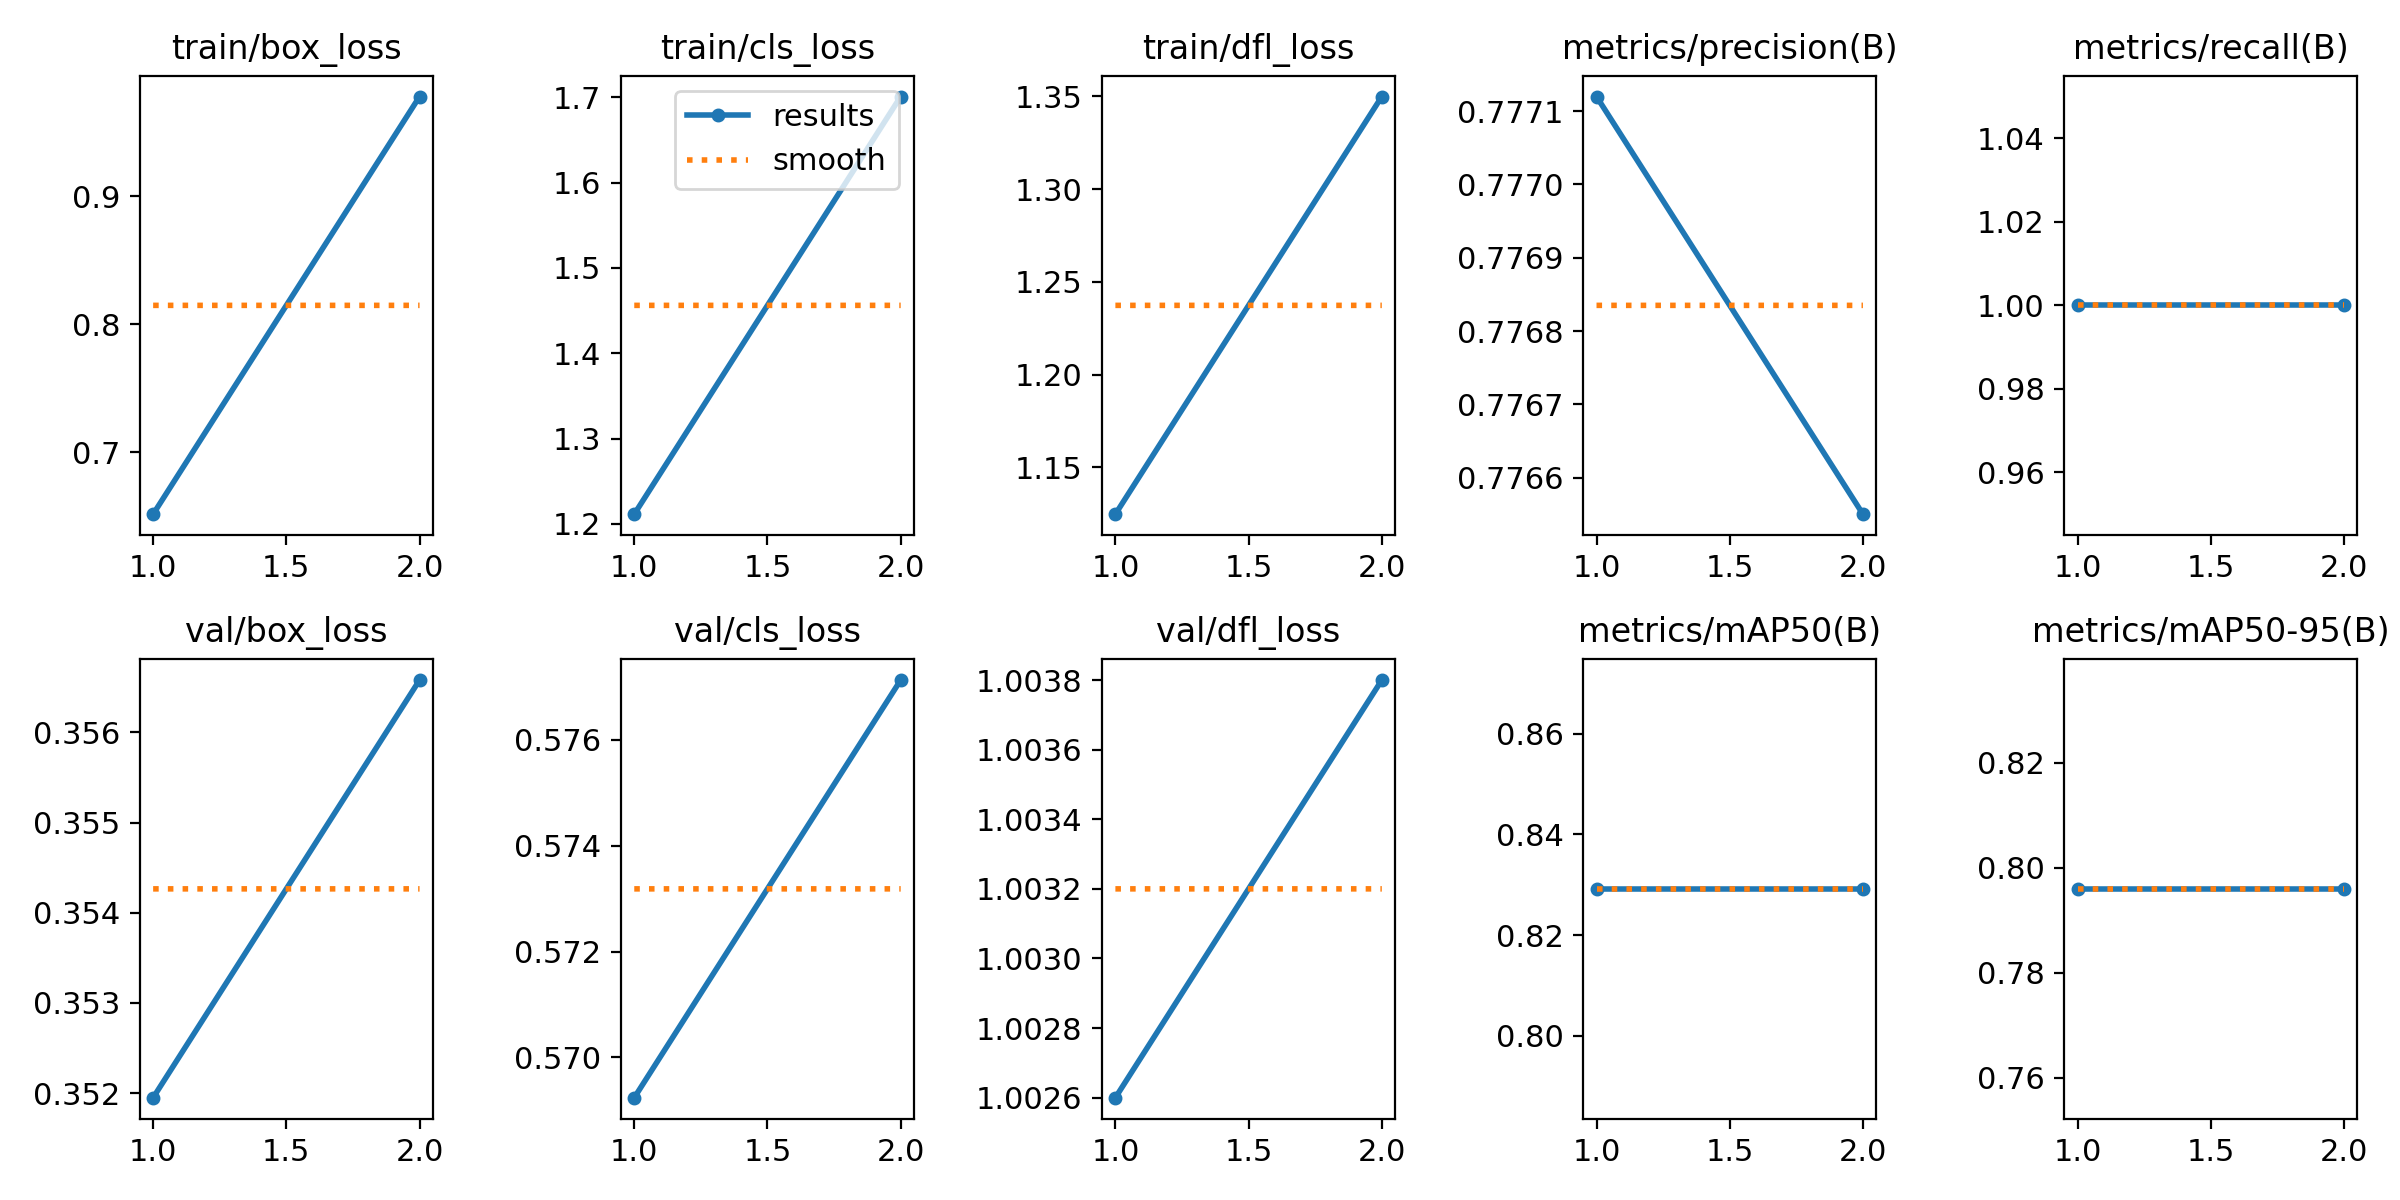 train/box_loss
0.9
0.8
0.7
1.0 1.5 2.0
train/cls_loss
results
smooth
1.7
1.6
1.5
1.4
1.3
1.2
1.0 1.5 2.0
train/dfl_loss
1.35
1.30
1.25
1.20
1.15
1.0 1.5 2.0
metrics/precision(B)
0.7771
0.7770
0.7769
0.7768
0.7767
0.7766
1.0 1.5 2.0
metrics/recall(B)
1.04
1.02
1.00
0.98
0.96
1.0 1.5 2.0
val/box_loss
0.356
0.355
0.354
0.353
0.352
1.0 1.5 2.0
val/cls_loss
0.576
0.574
0.572
0.570
1.0 1.5 2.0
val/dfl_loss
1.0038
1.0036
1.0034
1.0032
1.0030
1.0028
1.0026
1.0 1.5 2.0
metrics/mAP50(B)
0.86
0.84
0.82
0.80
1.0 1.5 2.0
metrics/mAP50-95(B)
0.82
0.80
0.78
0.76
1.0 1.5 2.0